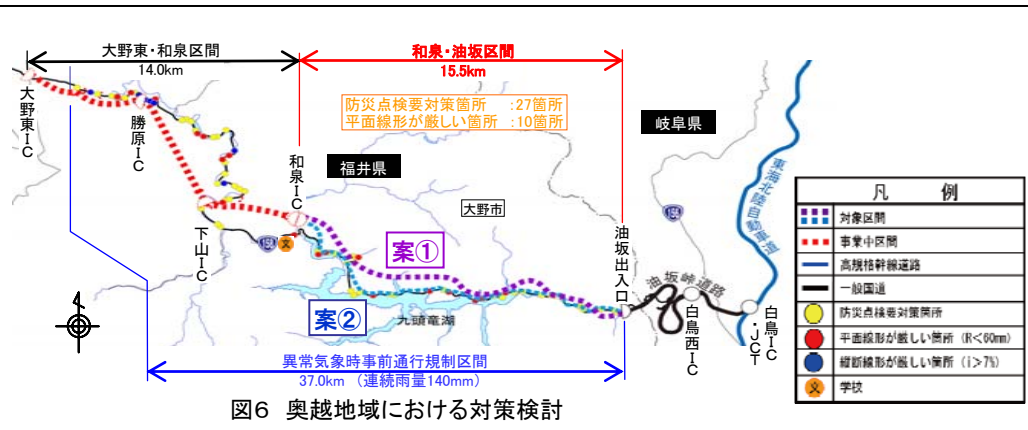 大野東・和泉区間
14.0km
和泉・油坂区間
15.5km
防災点検要対策箇所　:27箇所
平面線形が厳しい箇所 :10箇所
岐阜県
福井県
大野市
大野東IC
勝原IC
下山IC
和泉IC
158
文
案①
案②
九頭竜湖
油坂出入口
油坂峠道路
白鳥西IC
白鳥IC・JCT
158
東海北陸自動車道
異常気象時事前通行規制区間
37.0km （連続雨量140mm）
凡　例
対象区間
事業中区間
高規格幹線道路
一般国道
防災点検要対策箇所
平面線形が厳しい箇所（R<60mm）
縦断線形が厳しい箇所（i>7%）
文
学校
図６ 奥越地域における対策検討